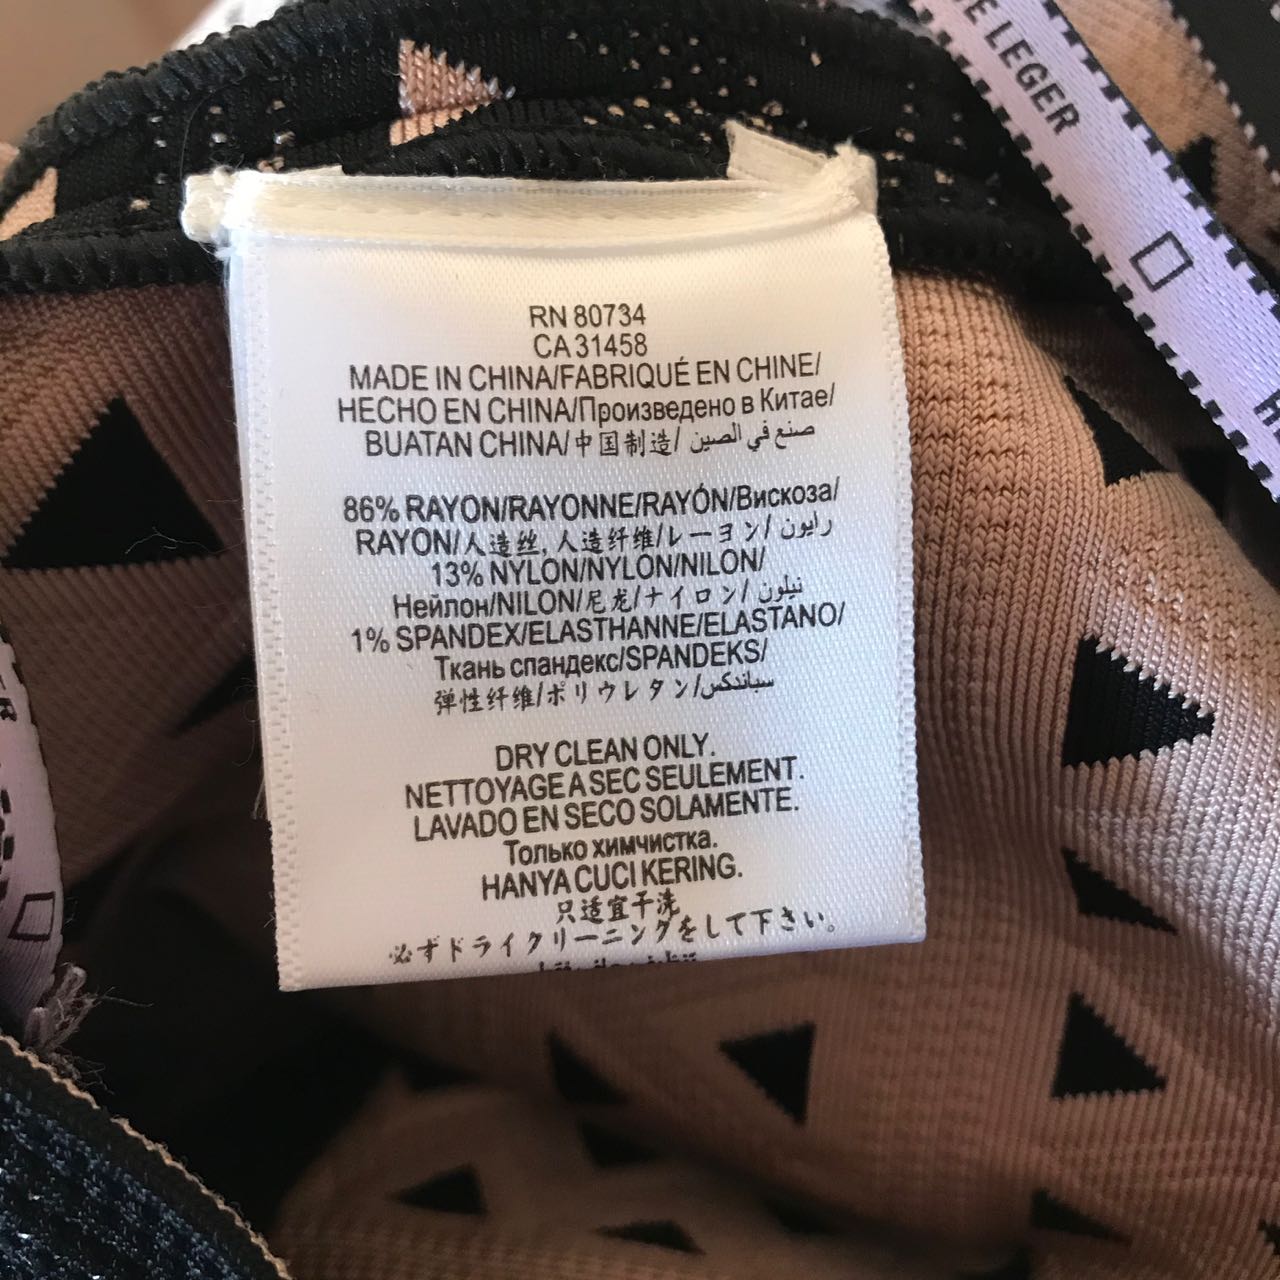 E LEGER
RN 80734
CA 31458
MADE IN CHINA/FABRIQUÉ EN CHINE/
HECHO EN CHINA/Произведено в Китае/
BUATAN CHINA/中国制造/ صنع في الصين
86% RAYON/RAYONNE/RAYÓN/Вискоза/
RAYON/人造丝, 人造纤维/レーヨン/ رايون
13% NYLON/NYLON/NILON/
Нейлон/NILON/尼龙/ナイロン/ نيلون
1% SPANDEX/ELASTHANNE/ELASTANO/
Ткань спандекс/SPANDEKS/
弹性纤维/ポリウレタン/سباندكس
DRY CLEAN ONLY.
NETTOYAGE A SEC SEULEMENT.
LAVADO EN SECO SOLAMENTE.
Только химчистка.
HANYA CUCI KERING.
只适宜干洗
必ずドライクリーニングをして下さい。